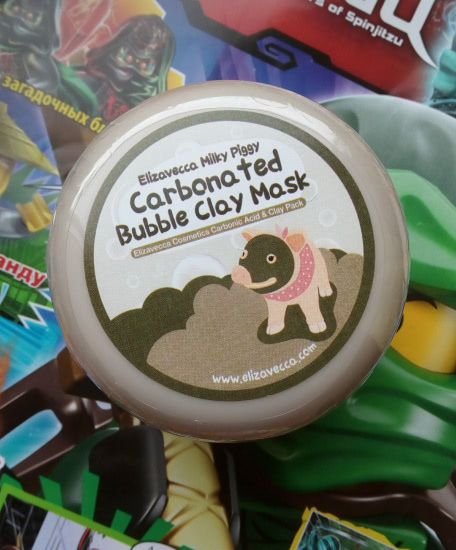 s of Spinjitzu
загадочных
Elizavecca Milky Piggy
Carbonated
Bubble Clay Mask
Elizavecca Cosmetics Carbonic Acid & Clay Pack
www.elizavecca.com